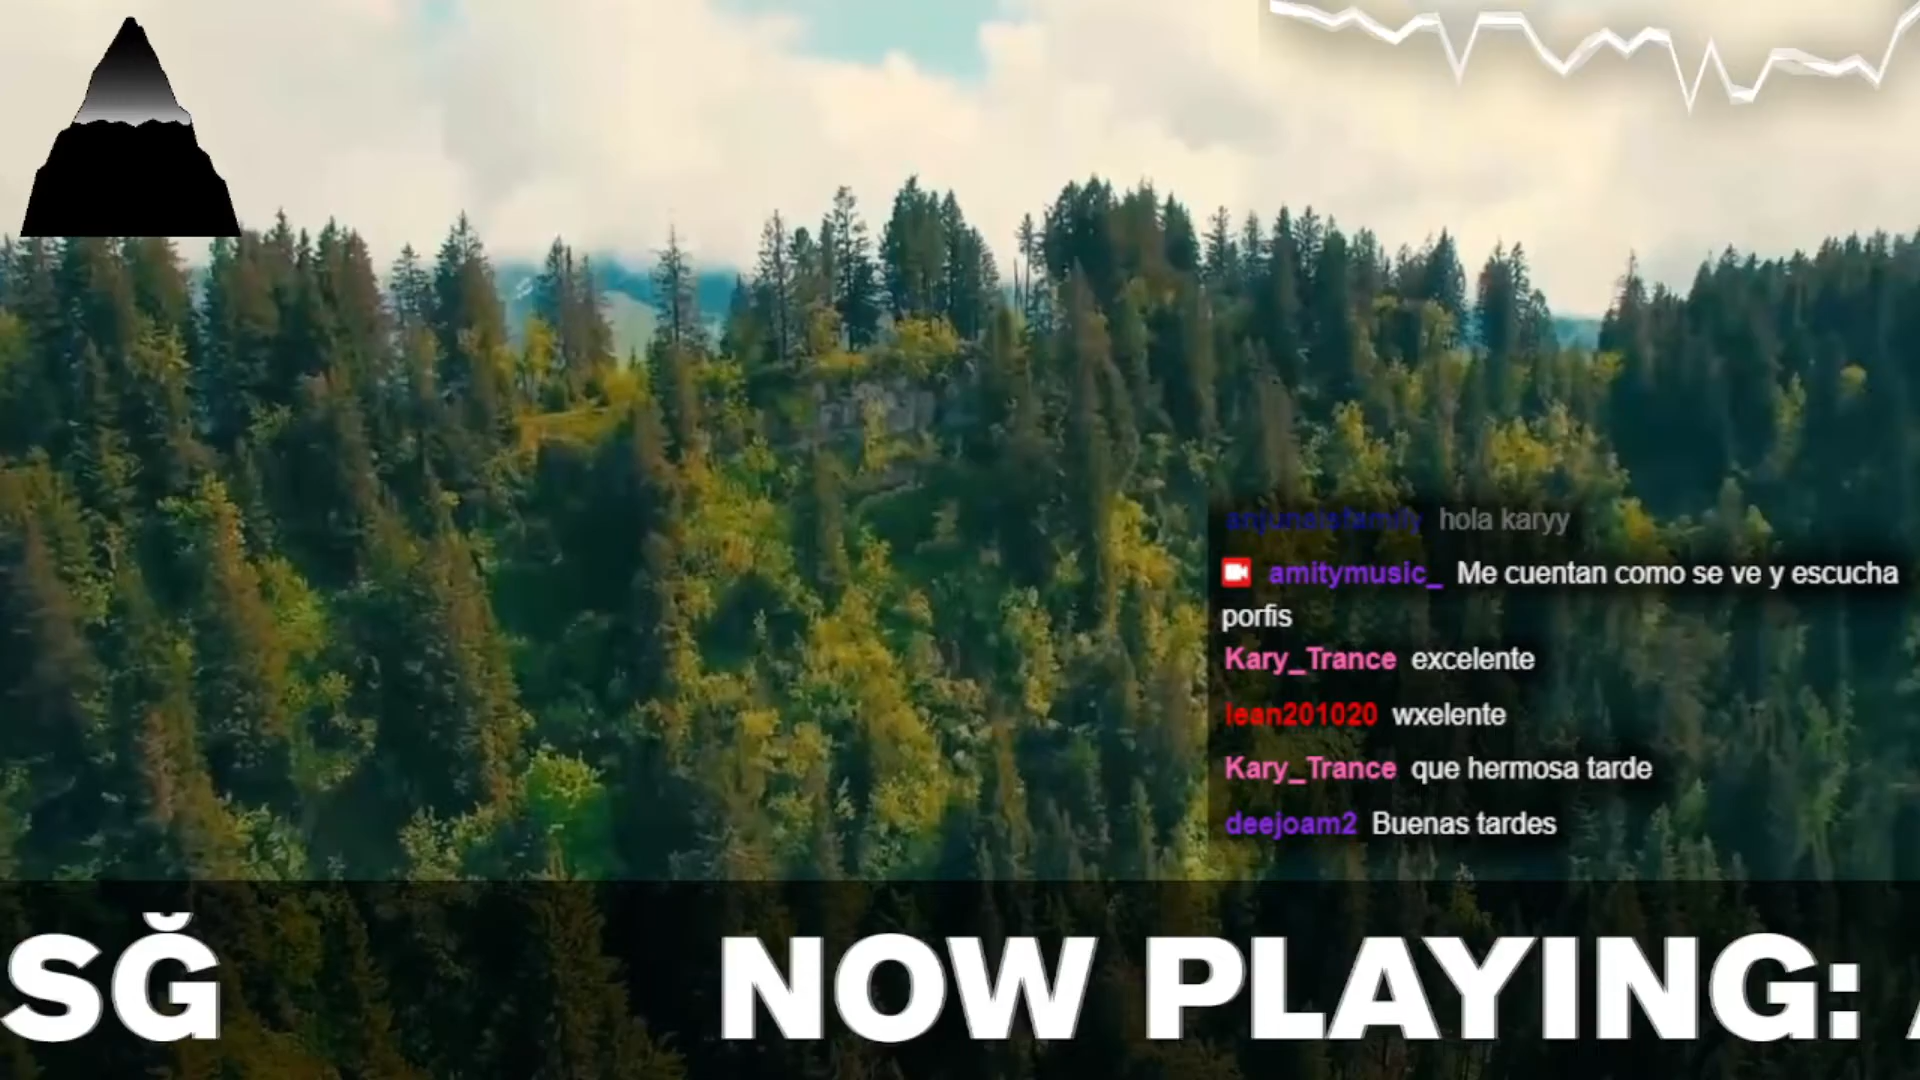 anjunaisfamily hola karyy
amitymusic_ Me cuentan como se ve y escucha
porfis
Kary_Trance excelente
lean201020 wxelente
Kary_Trance que hermosa tarde
deejoam2 Buenas tardes
SĞ NOW PLAYING: